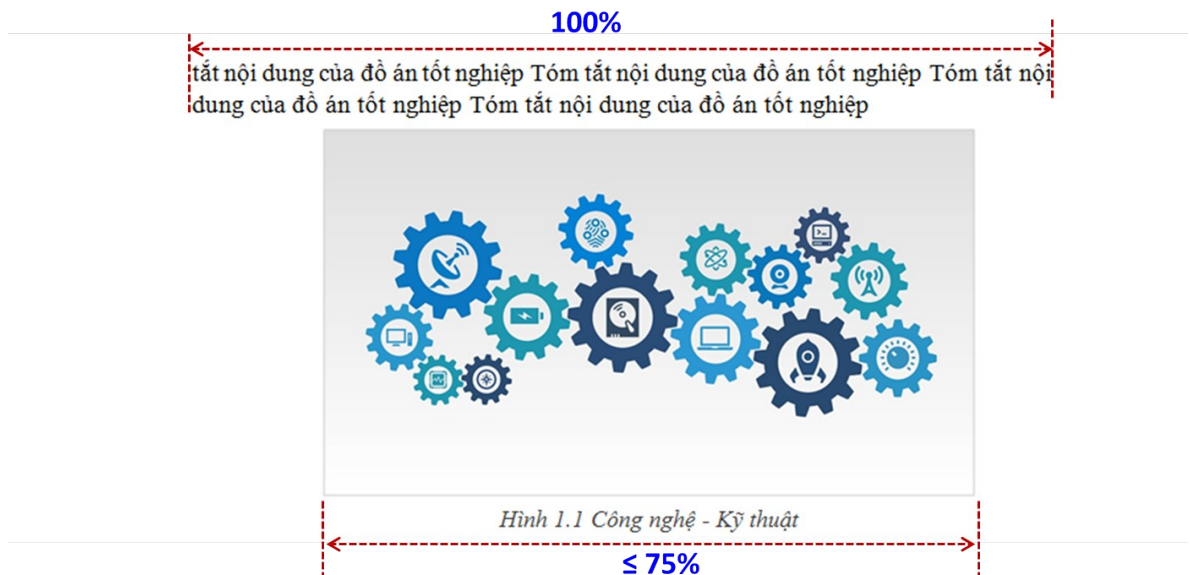 100%
tắt nội dung của đồ án tốt nghiệp Tóm tắt nội dung của đồ án tốt nghiệp Tóm tắt nội
dung của đồ án tốt nghiệp Tóm tắt nội dung của đồ án tốt nghiệp
Hình 1.1 Công nghệ - Kỹ thuật
≤ 75%